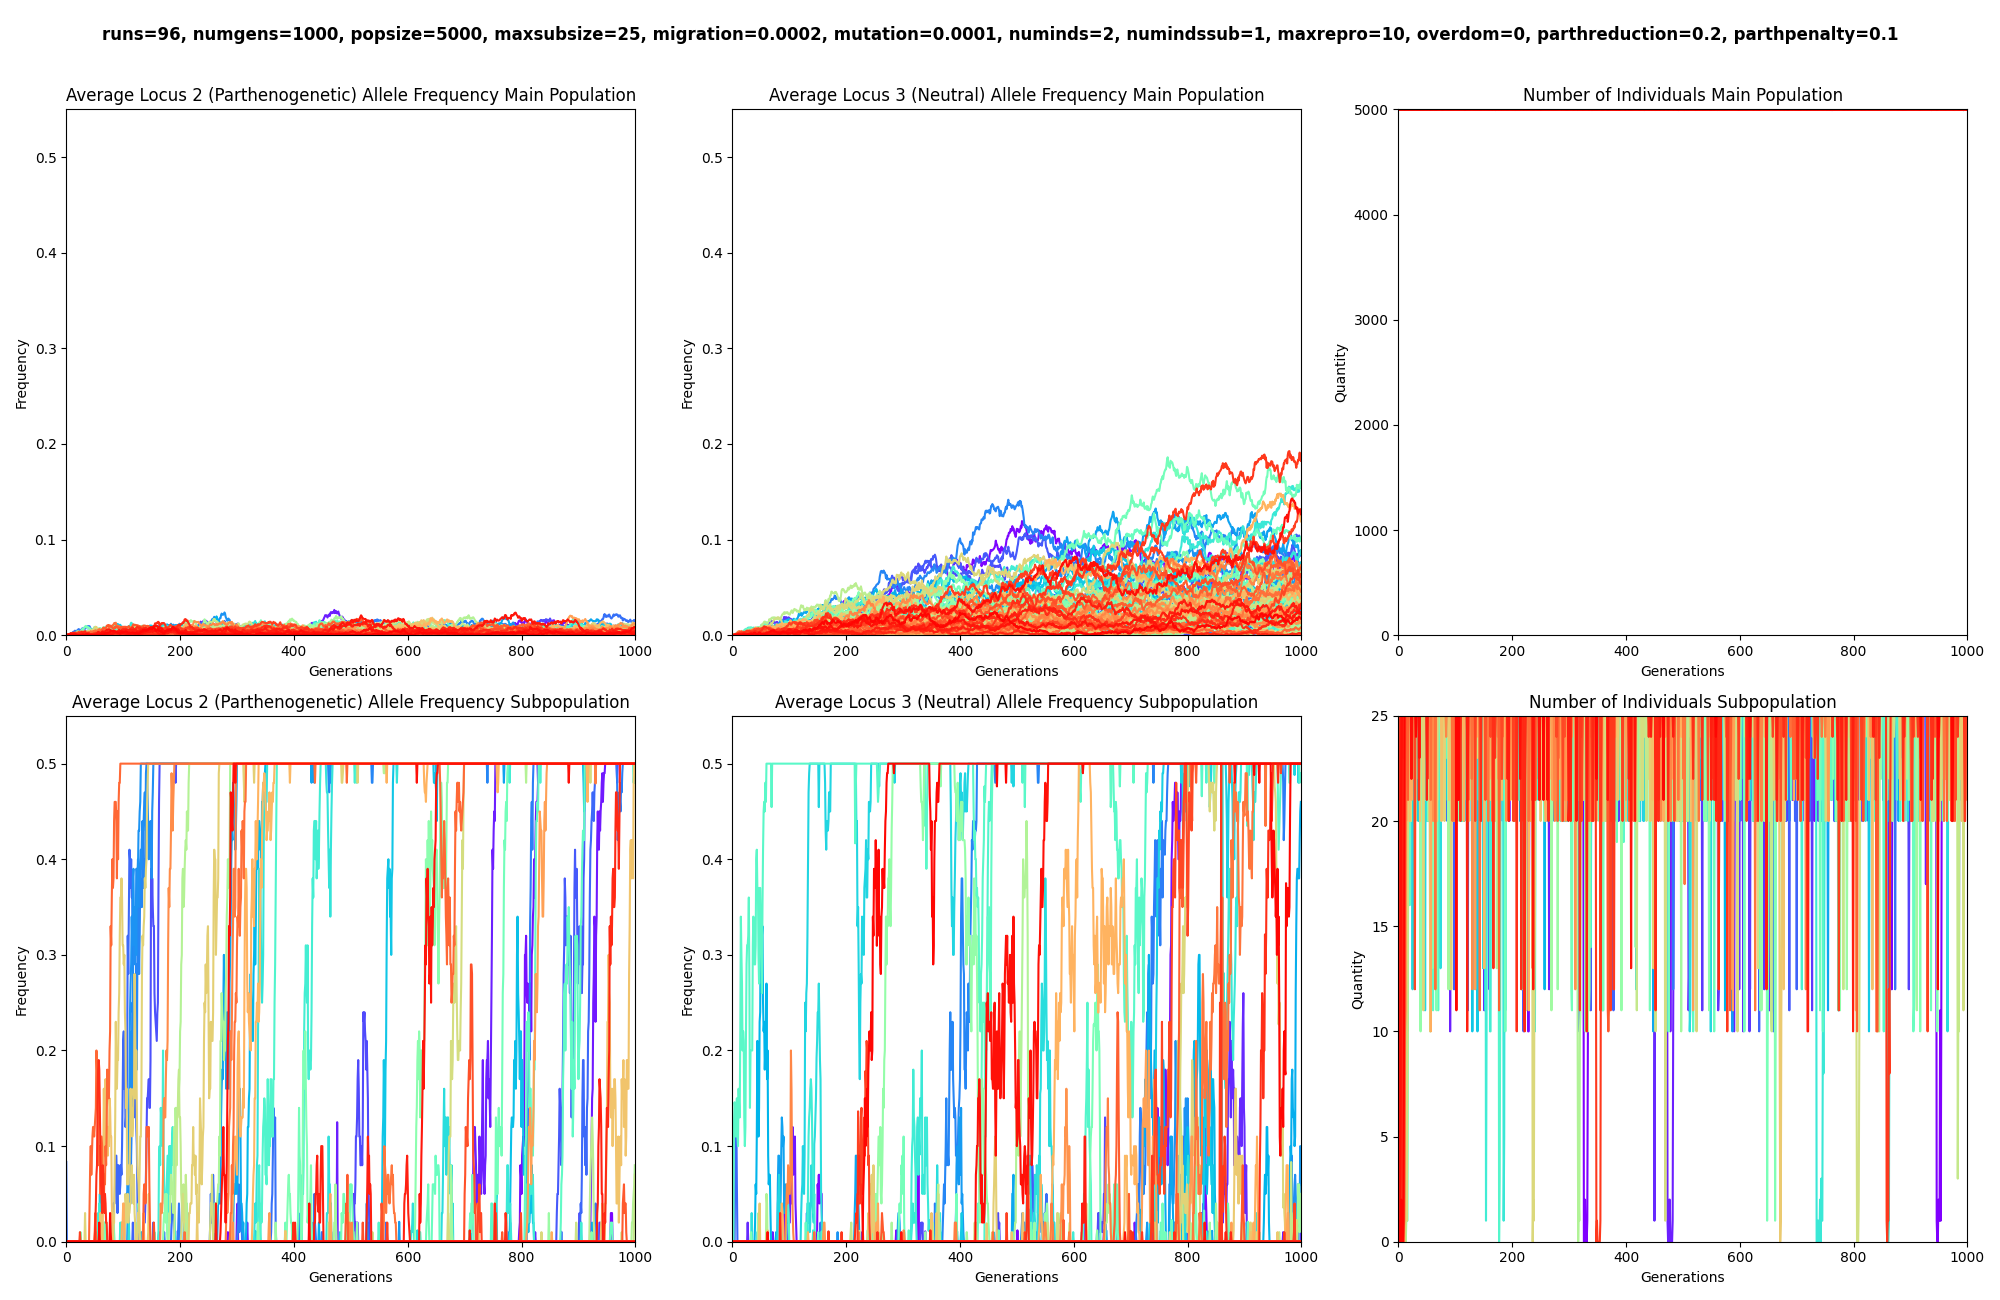 runs=96, numgens=1000, popsize=5000, maxsubsize=25, migration=0.0002, mutation=0.0001, numinds=2, numindssub=1, maxrepro=10, overdom=0, parthreduction=0.2, parthpenalty=0.1
Average Locus 2 (Parthenogenetic) Allele Frequency Main Population
0.5
0.4
0.3
0.2
0.1
0.0
Frequency
0 200 400 600 800 1000
Generations
Average Locus 3 (Neutral) Allele Frequency Main Population
0.5
0.4
0.3
0.2
0.1
0.0
Frequency
0 200 400 600 800 1000
Generations
Number of Individuals Main Population
5000
4000
3000
2000
1000
0
Quantity
0 200 400 600 800 1000
Generations
Average Locus 2 (Parthenogenetic) Allele Frequency Subpopulation
0.5
0.4
0.3
0.2
0.1
0.0
Frequency
0 200 400 600 800 1000
Generations
Average Locus 3 (Neutral) Allele Frequency Subpopulation
0.5
0.4
0.3
0.2
0.1
0.0
Frequency
0 200 400 600 800 1000
Generations
Number of Individuals Subpopulation
25
20
15
10
5
0
Quantity
0 200 400 600 800 1000
Generations